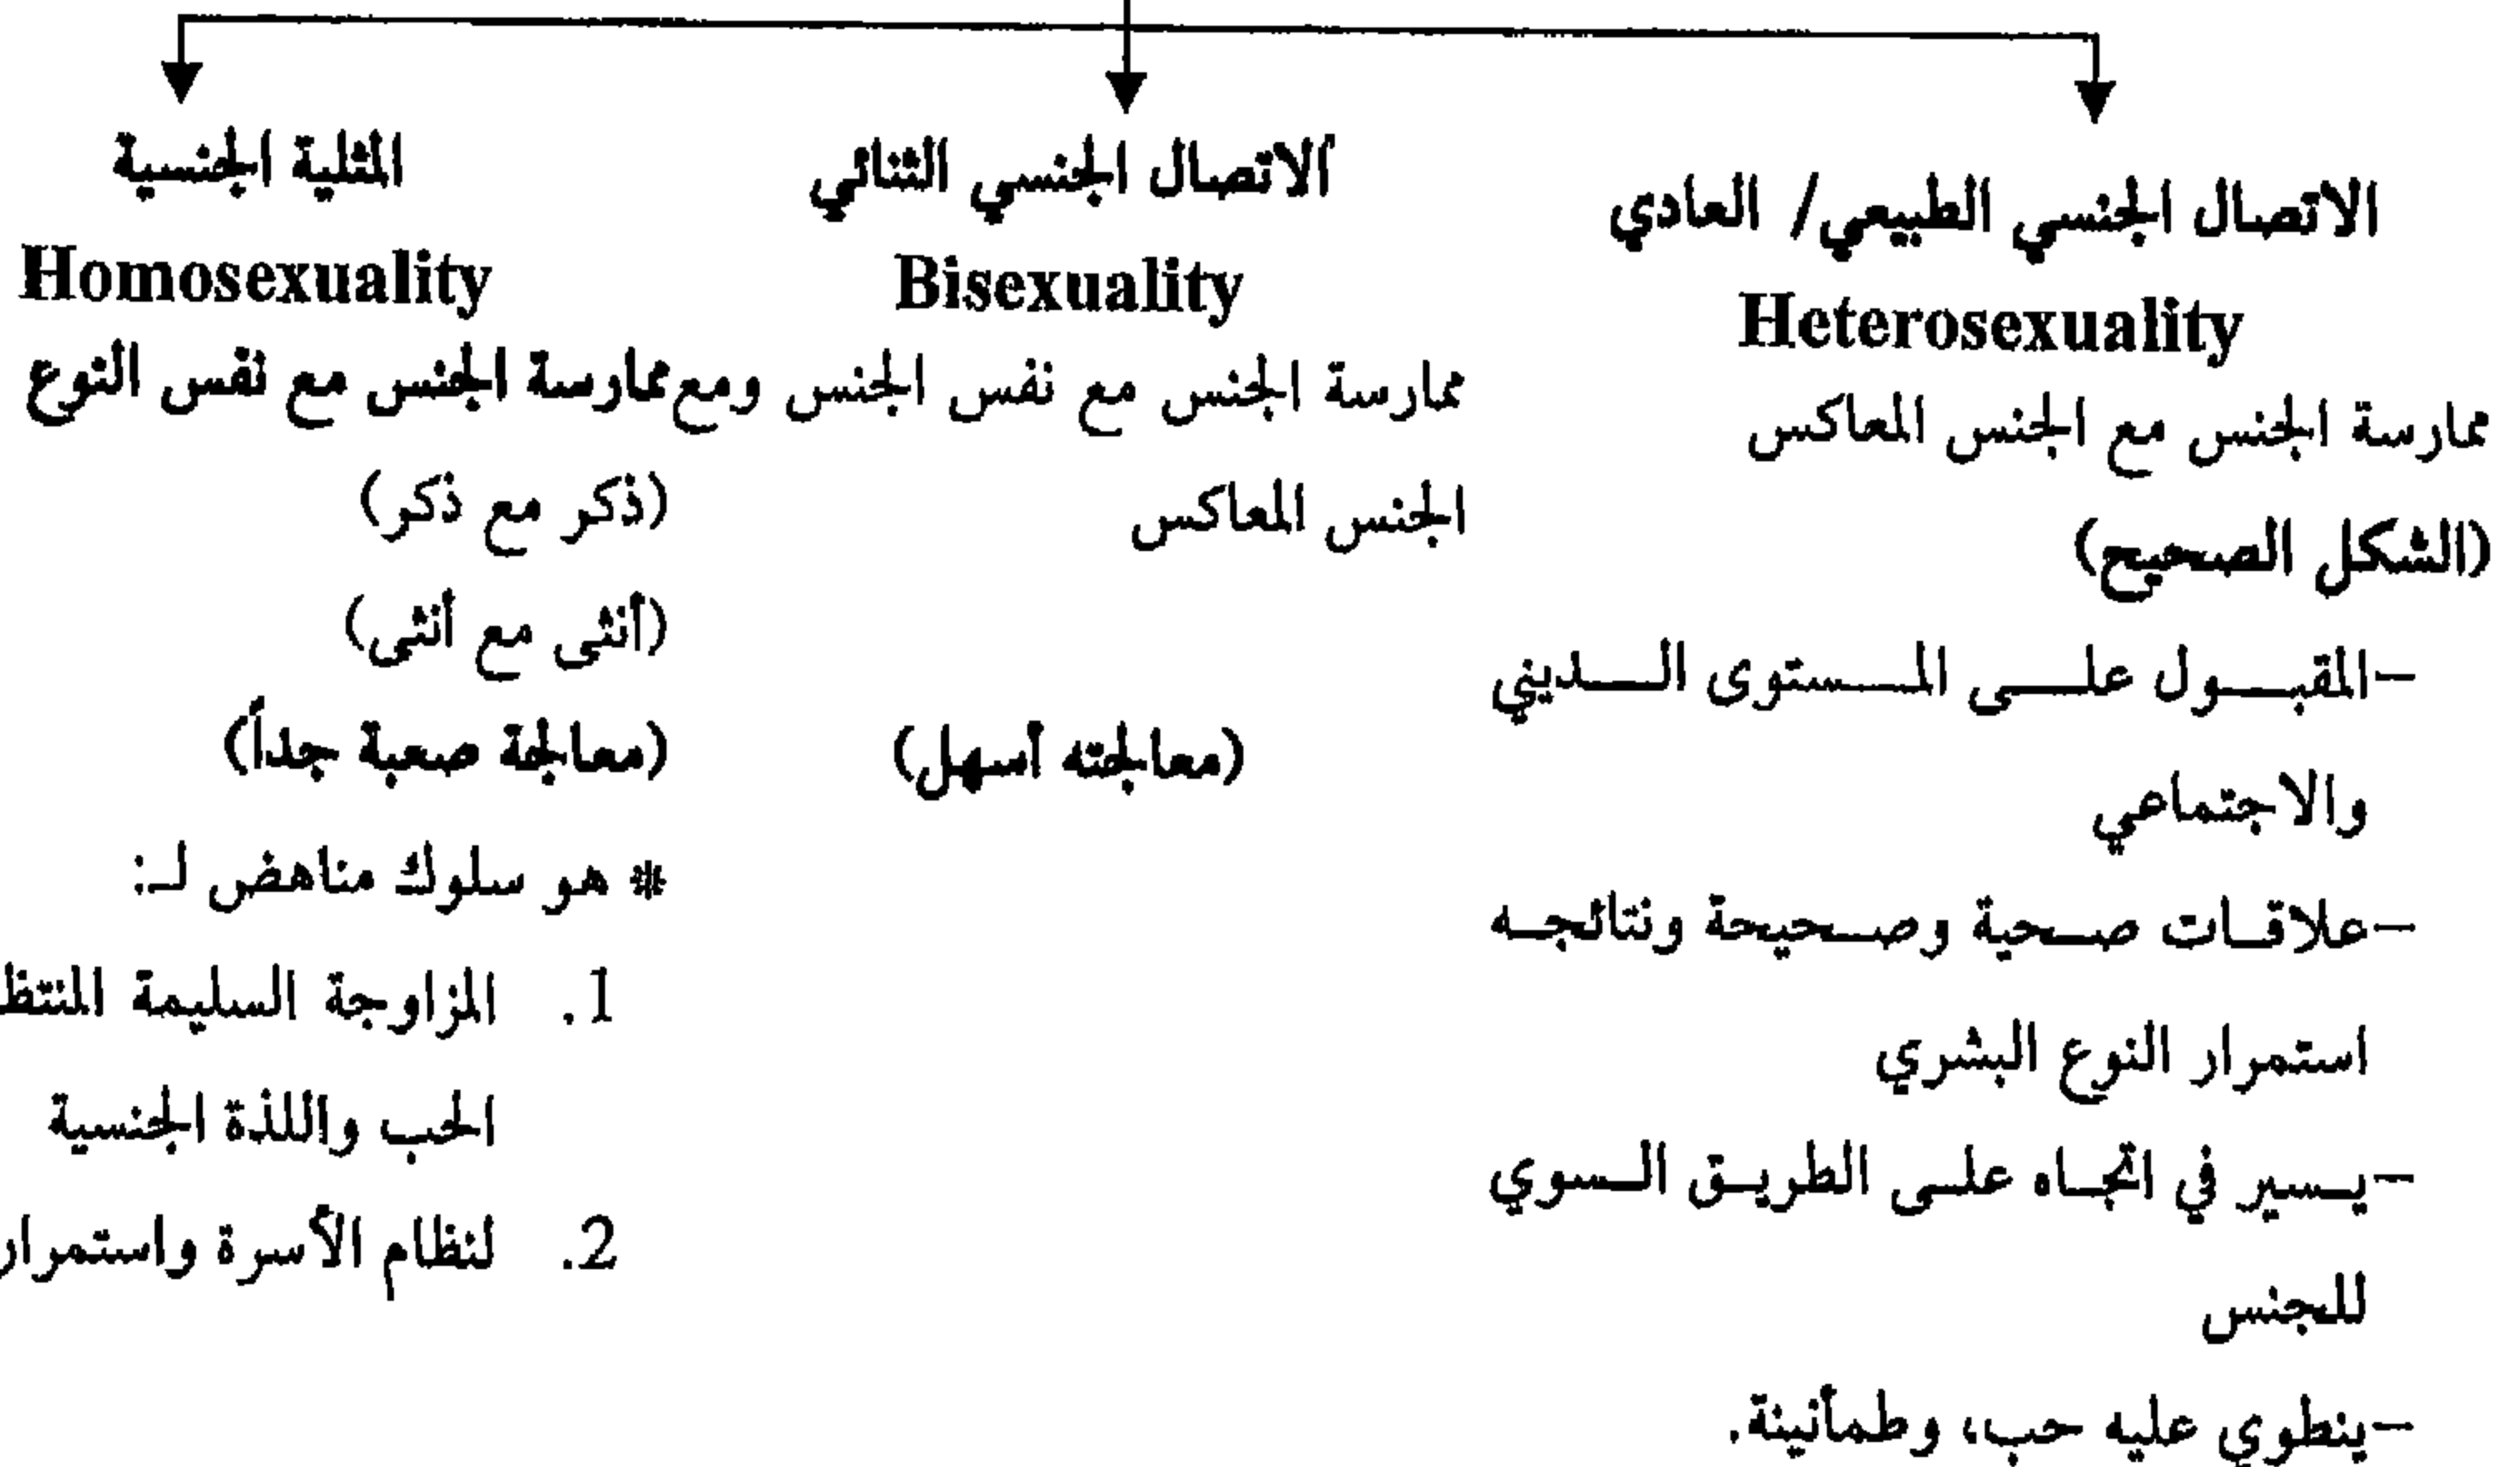 الاتصال الجنسي الطبيعي/ العادي
Heterosexuality
ممارسة الجنس مع الجنس المعاكس
(الشكل الصحيح)
-المقبول على المستوى الديني
والاجتماعي
-علاقات صحية وصحيحة ونتائجه
استمرار النوع البشري
-يسير في اتجاه على الطريق السوي
للجنس
-ينطوي عليه حب، وطمأنينة.
الاتصال الجنسي الثنائي
Bisexuality
ممارسة الجنس مع نفس الجنس ومع
الجنس المعاكس
(معالجته أسهل)
المثلية الجنسية
Homosexuality
ممارسة الجنس مع نفس النوع
(ذكر مع ذكر)
(أنثى مع أنثى)
(معالجة صعبة جداً)
* هو سلوك مناهض لـ:
1. المزاوجة السليمة
الحب واللذة الجنسية
2. لنظام الأسرة واستمرار